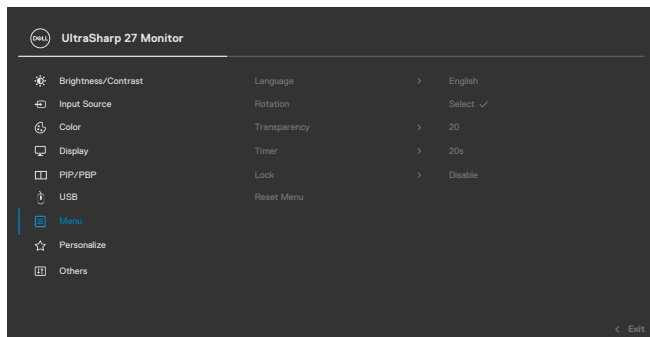 DELL UltraSharp 27 Monitor
Brightness/Contrast Language > English
Input Source Rotation Select ✓
Color Transparency > 20
Display Timer > 20s
PIP/PBP Lock > Disable
USB Reset Menu
Menu
Personalize
Others
< Exit